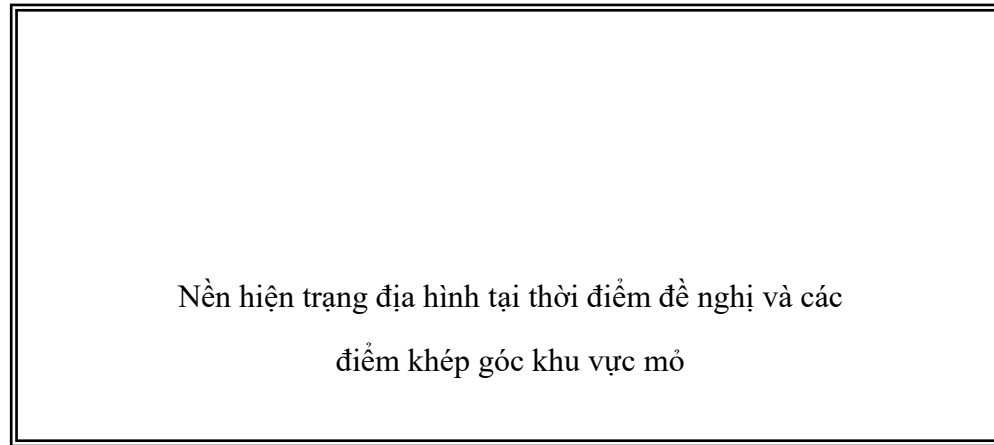 Nền hiện trạng địa hình tại thời điểm đề nghị và các
điểm khép góc khu vực mỏ